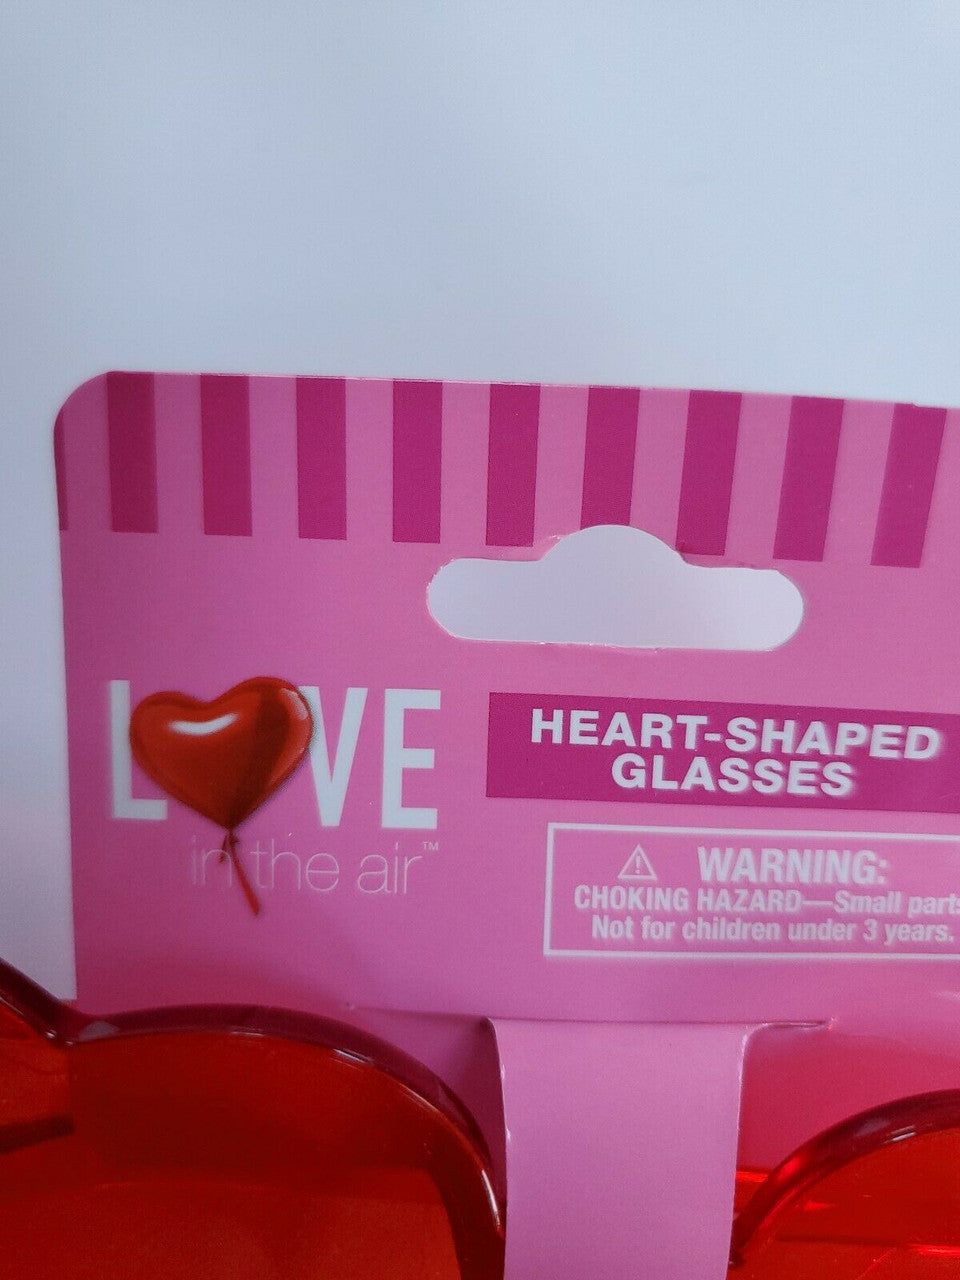 LOVE
in the air™
HEART-SHAPED
GLASSES
WARNING:
CHOKING HAZARD—Small parts
Not for children under 3 years.